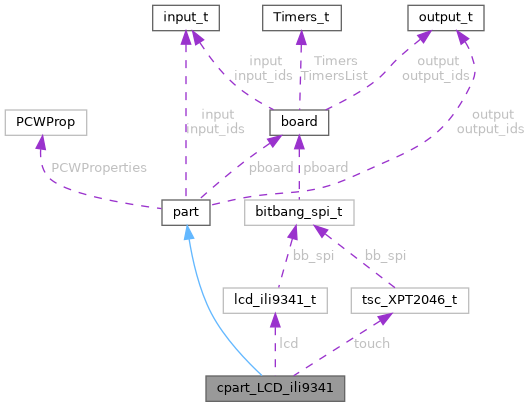 input_t
Timers_t
output_t
input
input_ids
Timers
TimersList
output
output_ids
PCWProp
input
input_ids
board
output
output_ids
PCWProperties
pboard
pboard
part
bitbang_spi_t
bb_spi
bb_spi
lcd_ili9341_t
tsc_XPT2046_t
lcd
touch
cpart_LCD_ili9341